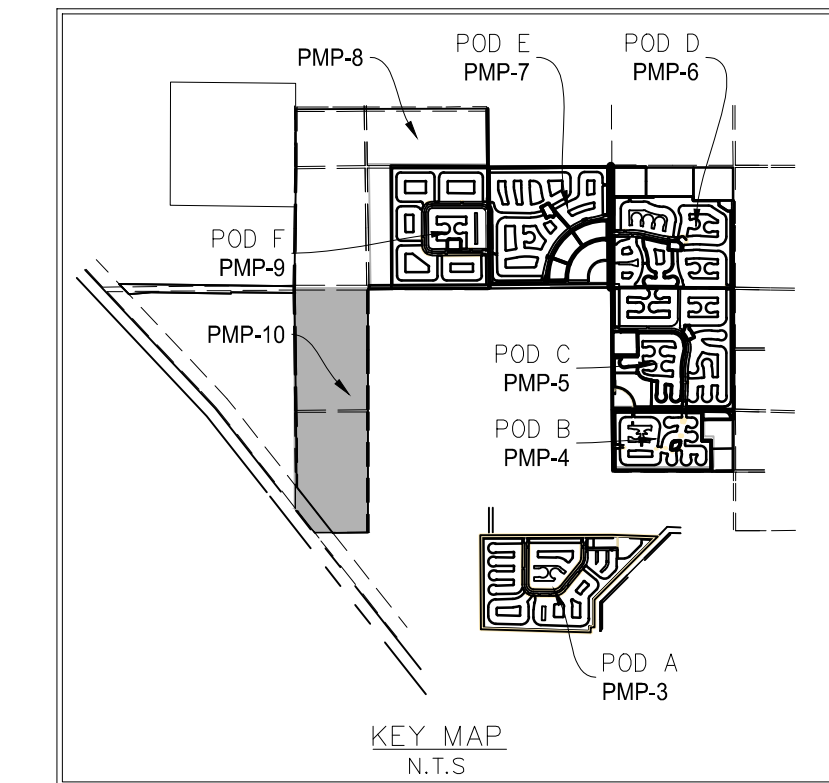 PMP-8
POD E
PMP-7
POD D
PMP-6
POD F
PMP-9
PMP-10
POD C
PMP-5
POD B
PMP-4
POD A
PMP-3
KEY MAP
N.T.S